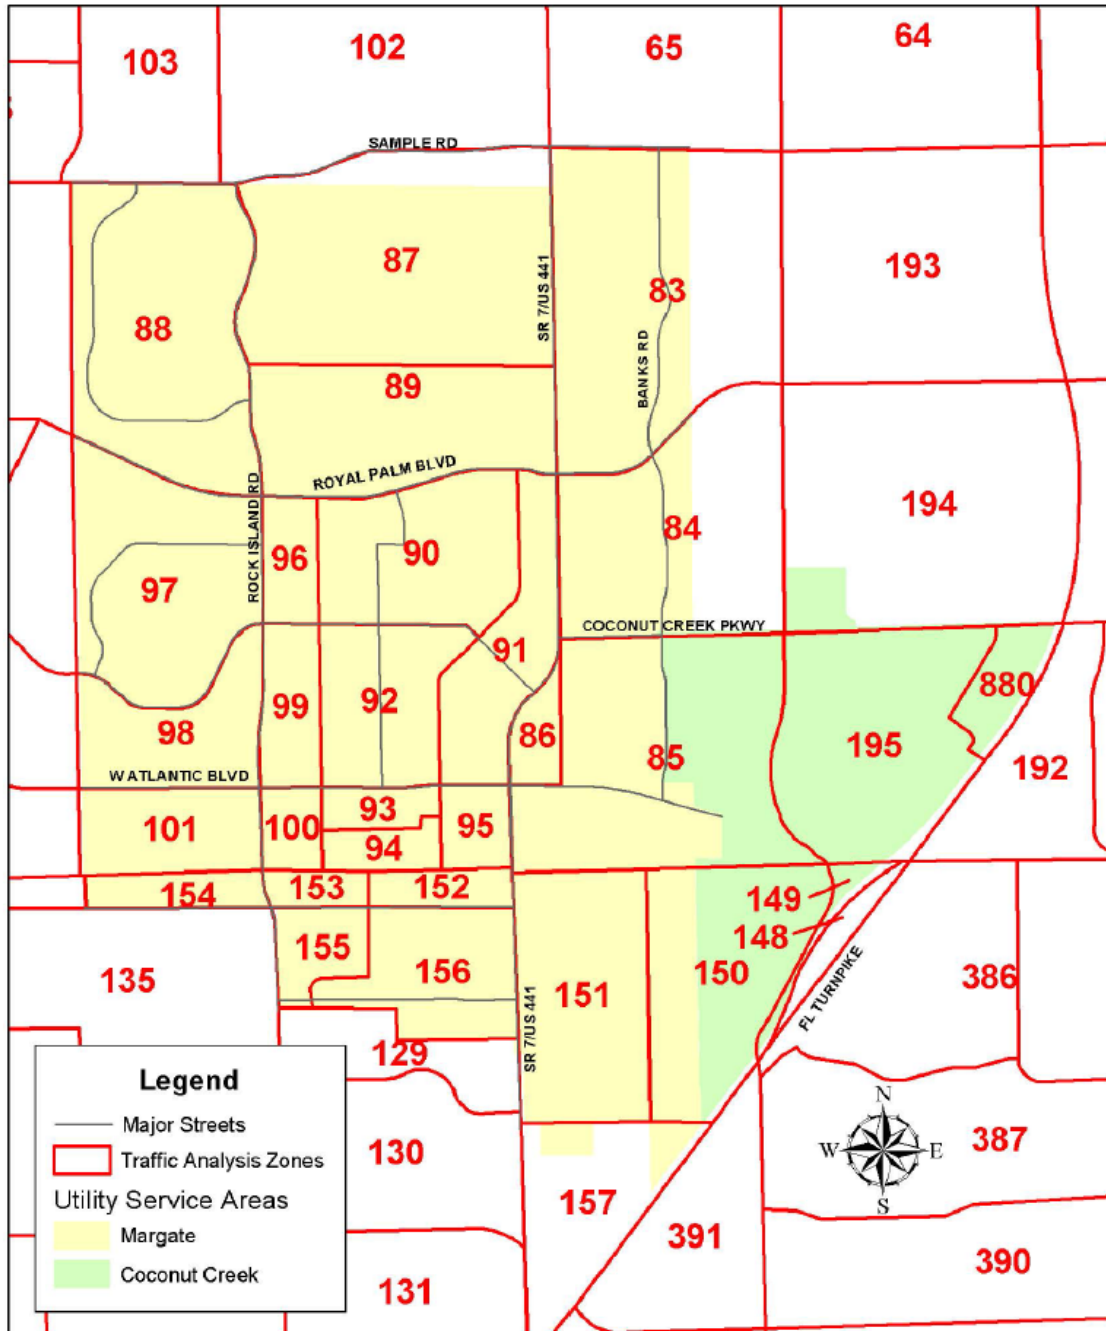 103
102
65
64
SAMPLE RD
87
SR 7/US 441
193
83
88
BANKS RD
89
ROYAL PALM BLVD
ROCK ISLAND RD
194
84
96
90
97
COCONUT CREEK PKWY
91
880
99
92
98
86
195
85
192
W ATLANTIC BLVD
93
95
101
100
94
154
153
152
149
148
155
156
150
135
151
386
FL TURNPIKE
SR 7/US 441
129
Legend
Major Streets
Traffic Analysis Zones
Utility Service Areas
Margate
Coconut Creek
130
N
W
E
S
387
157
391
390
131